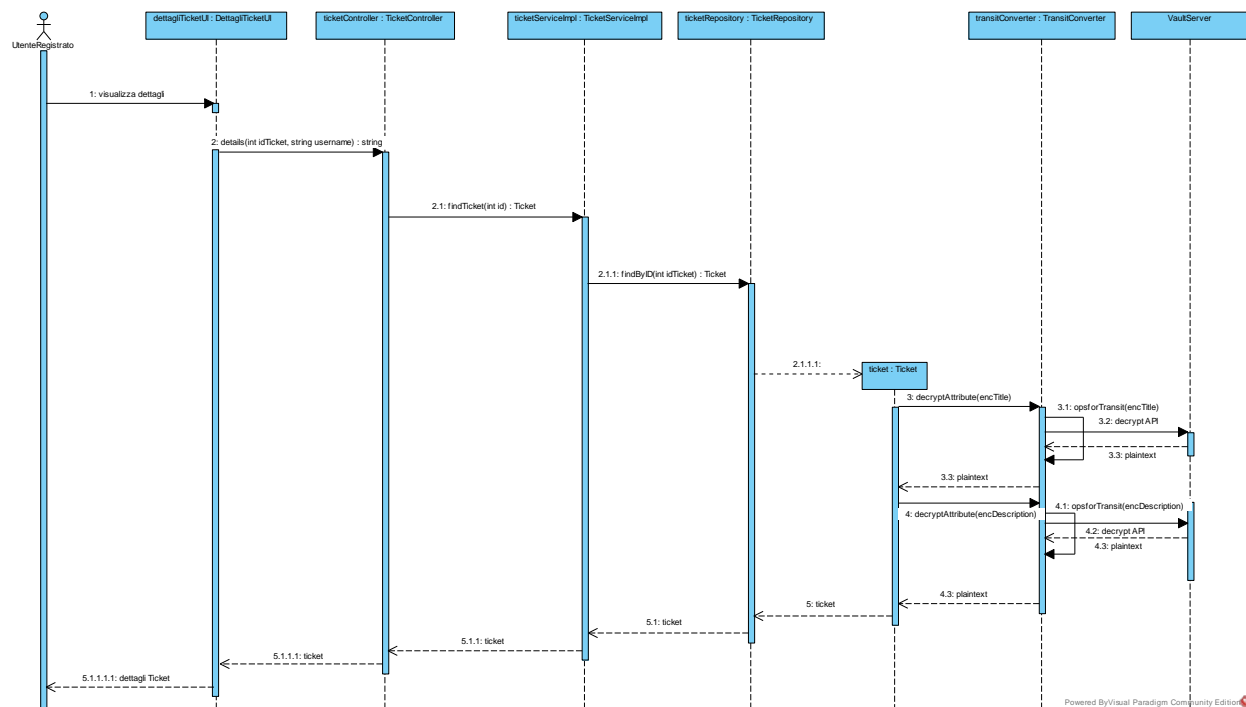 dettagliTicketUI : DettagliTicketUI
ticketController : TicketController
ticketServiceImpl : TicketServiceImpl
ticketRepository : TicketRepository
transitConverter : TransitConverter
VaultServer
UtenteRegistrato
1: visualizza dettagli
2: details(int idTicket, string username) : string
2.1: findTicket(int id) : Ticket
2.1.1: findByID(int idTicket) : Ticket
2.1.1.1:
ticket : Ticket
3: decryptAttribute(encTitle)
3.1: opsforTransit(encTitle)
3.2: decrypt API
3.3: plaintext
3.3: plaintext
4: decryptAttribute(encDescription)
4.1: opsforTransit(encDescription)
4.2: decrypt API
4.3: plaintext
4.3: plaintext
5: ticket
5.1: ticket
5.1.1: ticket
5.1.1.1: ticket
5.1.1.1.1: dettagli Ticket
Powered ByVisual Paradigm Community Edition